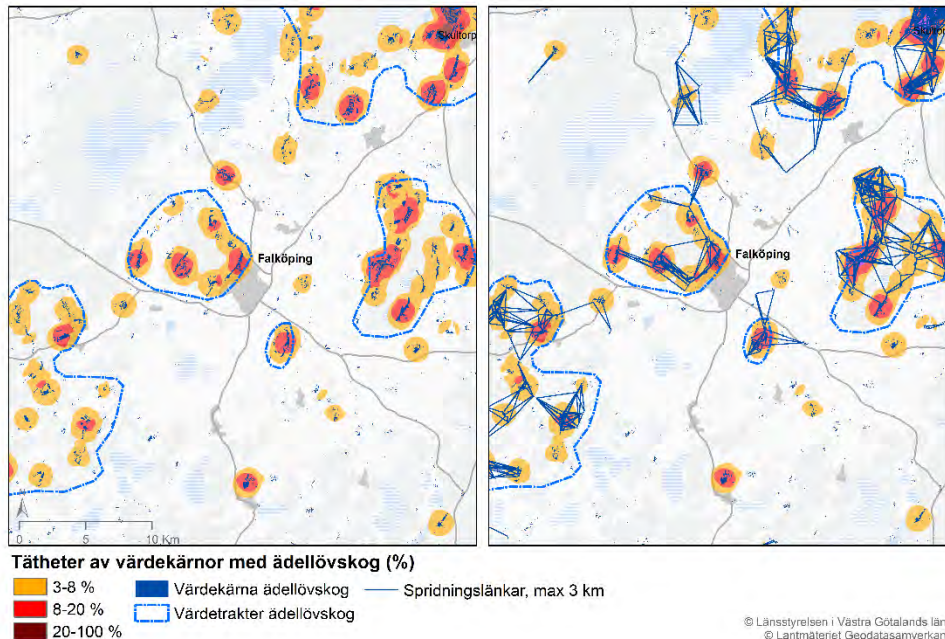 Skultorp
Skultorp
Falköping
Falköping
N
0 5 10 Km
Tätheter av värdekärnor med ädellövskog (%)
3-8 % Värdekärna ädellövskog Spridningslänkar, max 3 km
8-20 % Värdetrakter ädellövskog
20-100 %
© Länsstyrelsen i Västra Götalands län
© Lantmäteriet Geodatasamverkan